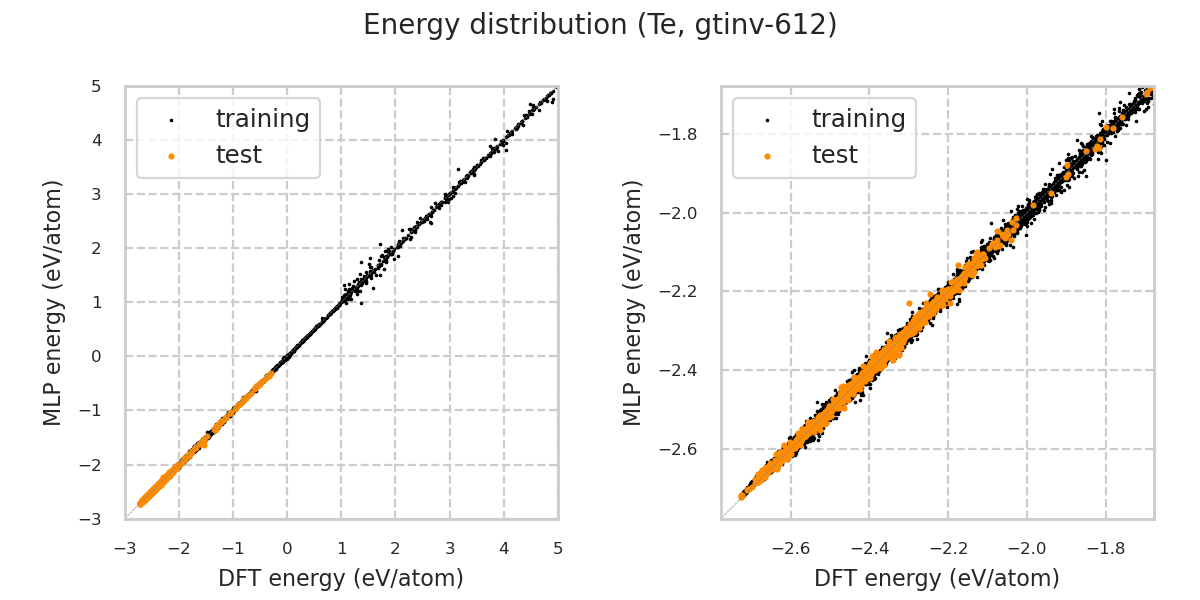 Energy distribution (Te, gtinv-612)
training
test
MLP energy (eV/atom)
5
4
3
2
1
0
−1
−2
−3
−3 −2 −1 0 1 2 3 4 5
DFT energy (eV/atom)
training
test
MLP energy (eV/atom)
−1.8
−2.0
−2.2
−2.4
−2.6
−2.6 −2.4 −2.2 −2.0 −1.8
DFT energy (eV/atom)